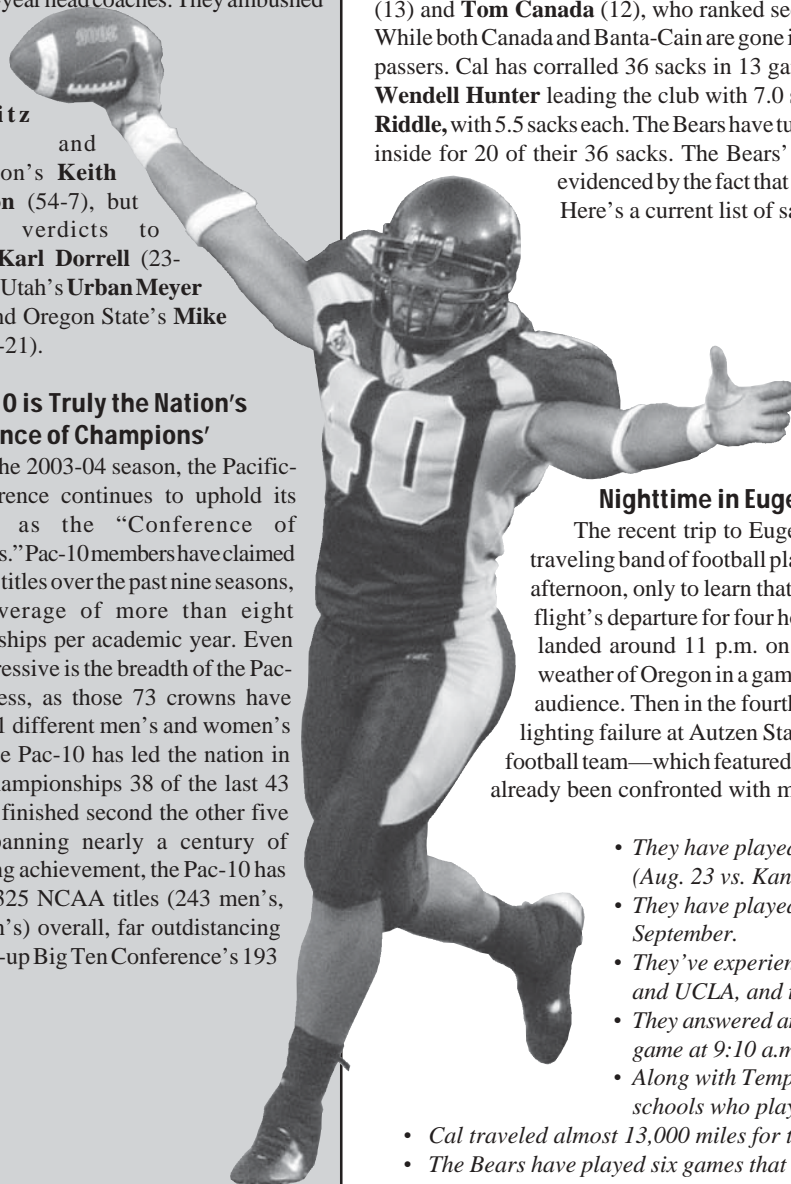 -year head coaches. They ambushed
itz
and
on's Keith
on (54-7), but
verdicts to
Karl Dorrell (23-
Utah's Urban Meyer
nd Oregon State's Mike
-21).
0 is Truly the Nation's
nce of Champions'
he 2003-04 season, the Pacific-
rence continues to uphold its
as the “Conference of
s.” Pac-10 members have claimed
titles over the past nine seasons,
verage of more than eight
ships per academic year. Even
ressive is the breadth of the Pac-
ess, as those 73 crowns have
1 different men's and women's
e Pac-10 has led the nation in
hampionships 38 of the last 43
finished second the other five
panning nearly a century of
ng achievement, the Pac-10 has
325 NCAA titles (243 men's,
n's) overall, far outdistancing
-up Big Ten Conference's 193
40
(13) and Tom Canada (12), who ranked se
While both Canada and Banta-Cain are gone i
passers. Cal has corralled 36 sacks in 13 ga
Wendell Hunter leading the club with 7.0 s
Riddle, with 5.5 sacks each. The Bears have tu
inside for 20 of their 36 sacks. The Bears'
evidenced by the fact that
Here's a current list of sa
Nighttime in Euge
The recent trip to Euge
traveling band of football pla
afternoon, only to learn that
flight's departure for four ho
landed around 11 p.m. on
weather of Oregon in a gam
audience. Then in the fourth
lighting failure at Autzen Sta
football team—which featured
already been confronted with m
• They have played
(Aug. 23 vs. Kan
• They have played
September.
• They've experien
and UCLA, and t
• They answered a
game at 9:10 a.m
• Along with Temp
schools who play
• Cal traveled almost 13,000 miles for t
• The Bears have played six games that